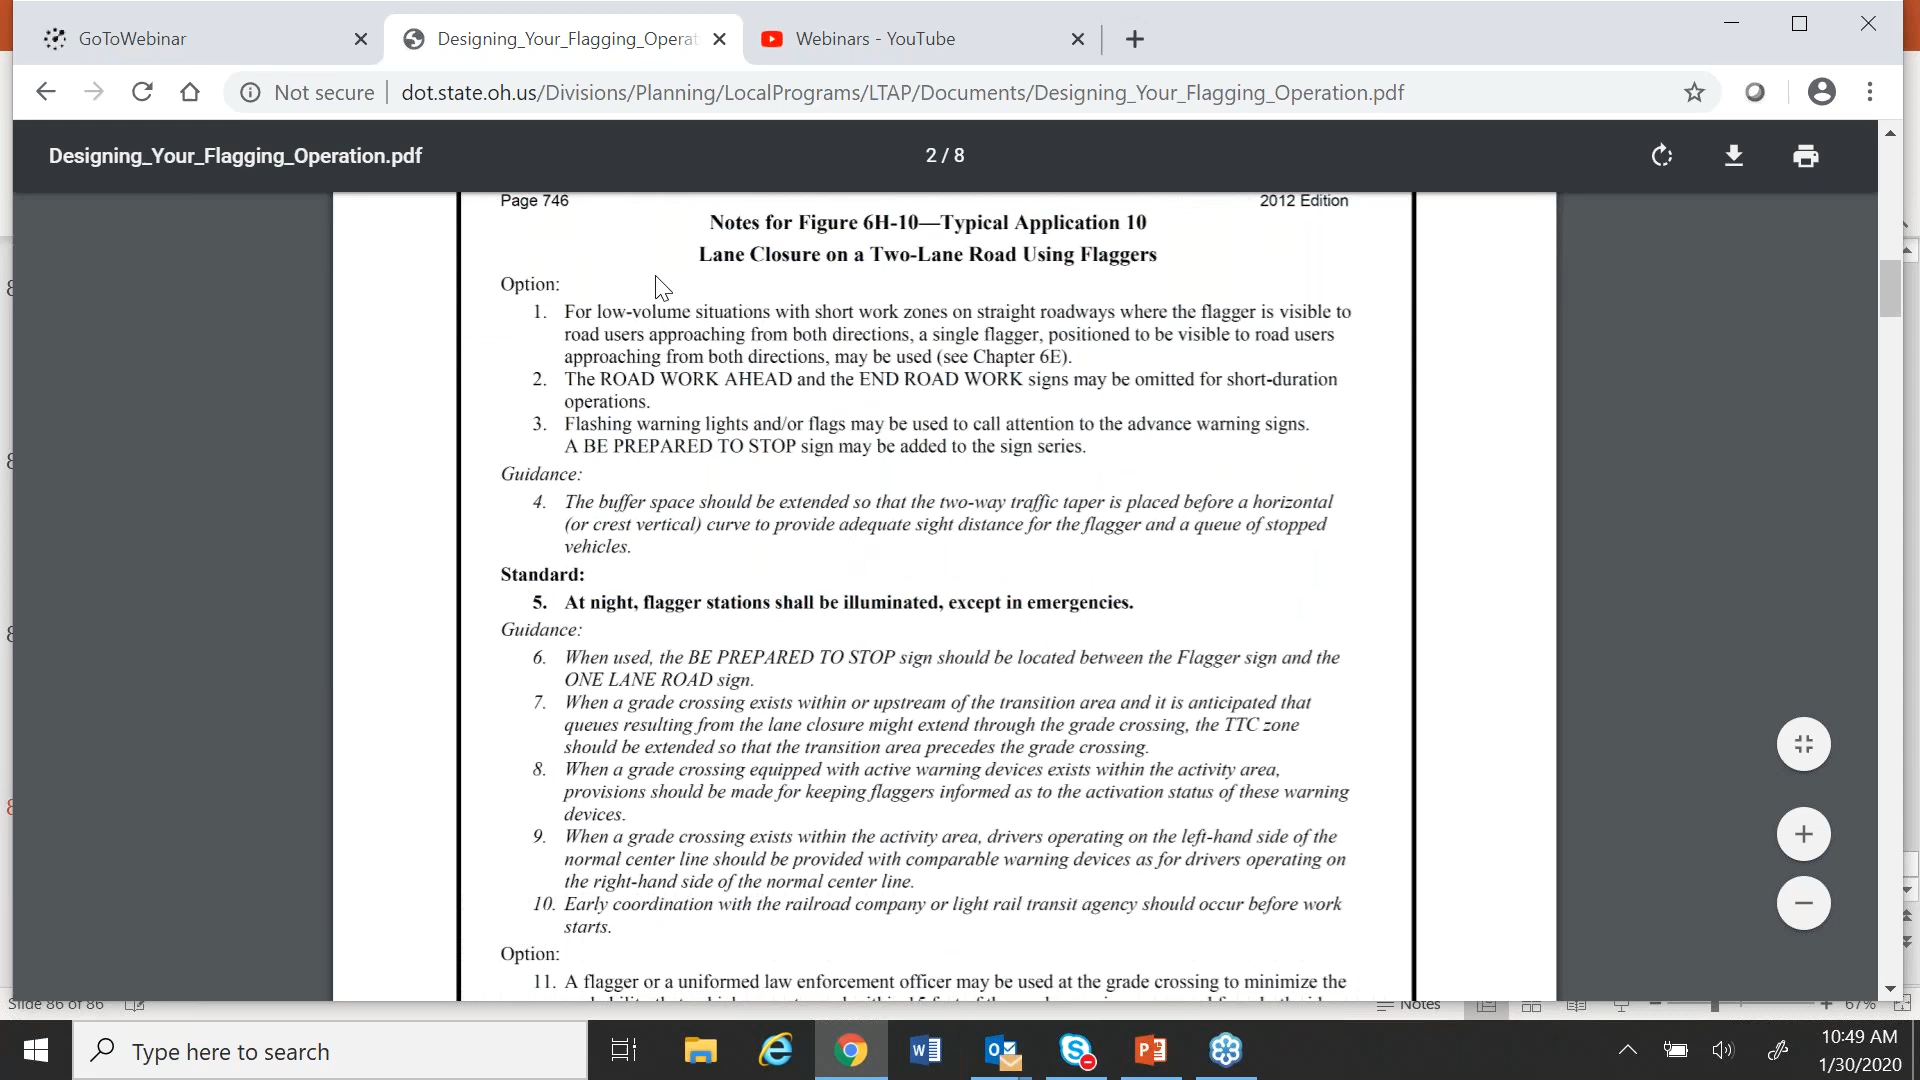 GoToWebinar
Designing_Your_Flagging_Operat
Webinars - YouTube
Not secure
dot.state.oh.us/Divisions/Planning/LocalPrograms/LTAP/Documents/Designing_Your_Flagging_Operation.pdf
Designing_Your_Flagging_Operation.pdf
2 / 8
Page 746
2012 Edition
Notes for Figure 6H-10—Typical Application 10
Lane Closure on a Two-Lane Road Using Flaggers
Option:
1. For low-volume situations with short work zones on straight roadways where the flagger is visible to
road users approaching from both directions, a single flagger, positioned to be visible to road users
approaching from both directions, may be used (see Chapter 6E).
2. The ROAD WORK AHEAD and the END ROAD WORK signs may be omitted for short-duration
operations.
3. Flashing warning lights and/or flags may be used to call attention to the advance warning signs.
A BE PREPARED TO STOP sign may be added to the sign series.
Guidance:
4. The buffer space should be extended so that the two-way traffic taper is placed before a horizontal
(or crest vertical) curve to provide adequate sight distance for the flagger and a queue of stopped
vehicles.
Standard:
5. At night, flagger stations shall be illuminated, except in emergencies.
Guidance:
6. When used, the BE PREPARED TO STOP sign should be located between the Flagger sign and the
ONE LANE ROAD sign.
7. When a grade crossing exists within or upstream of the transition area and it is anticipated that
queues resulting from the lane closure might extend through the grade crossing, the TTC zone
should be extended so that the transition area precedes the grade crossing.
8. When a grade crossing equipped with active warning devices exists within the activity area,
provisions should be made for keeping flaggers informed as to the activation status of these warning
devices.
9. When a grade crossing exists within the activity area, drivers operating on the left-hand side of the
normal center line should be provided with comparable warning devices as for drivers operating on
the right-hand side of the normal center line.
10. Early coordination with the railroad company or light rail transit agency should occur before work
starts.
Option:
11. A flagger or a uniformed law enforcement officer may be used at the grade crossing to minimize the
Slide 86 of 86
Notes
67%
Type here to search
10:49 AM
1/30/2020